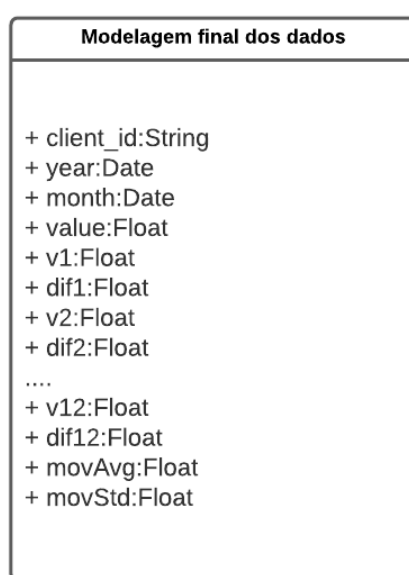 Modelagem final dos dados
+ client_id:String
+ year:Date
+ month:Date
+ value:Float
+ v1:Float
+ dif1:Float
+ v2:Float
+ dif2:Float
....
+ v12:Float
+ dif12:Float
+ movAvg:Float
+ movStd:Float